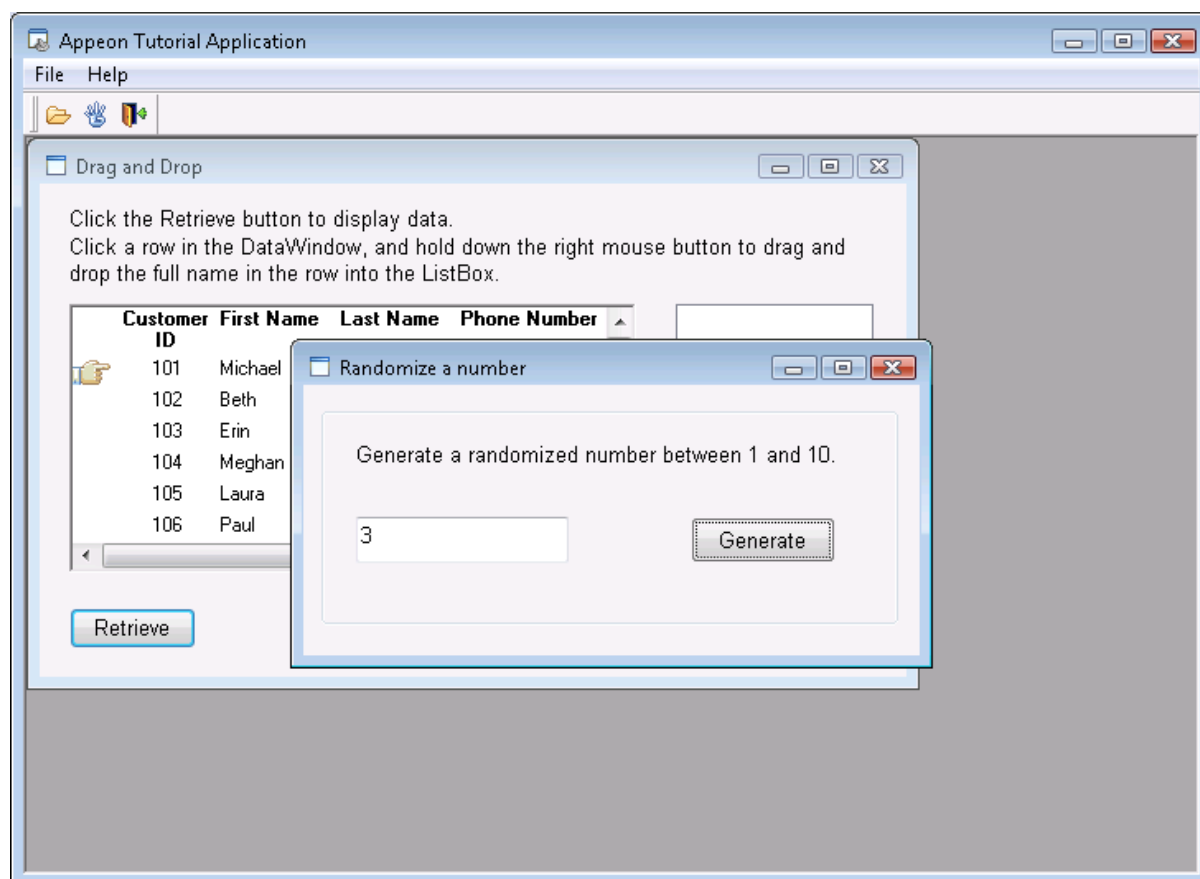 Appeon Tutorial Application
File Help
Drag and Drop
Click the Retrieve button to display data.
Click a row in the DataWindow, and hold down the right mouse button to drag and
drop the full name in the row into the ListBox.
Customer First Name Last Name Phone Number
ID
101 Michael
102 Beth
103 Erin
104 Meghan
105 Laura
106 Paul
Retrieve
Randomize a number
Generate a randomized number between 1 and 10.
3 Generate